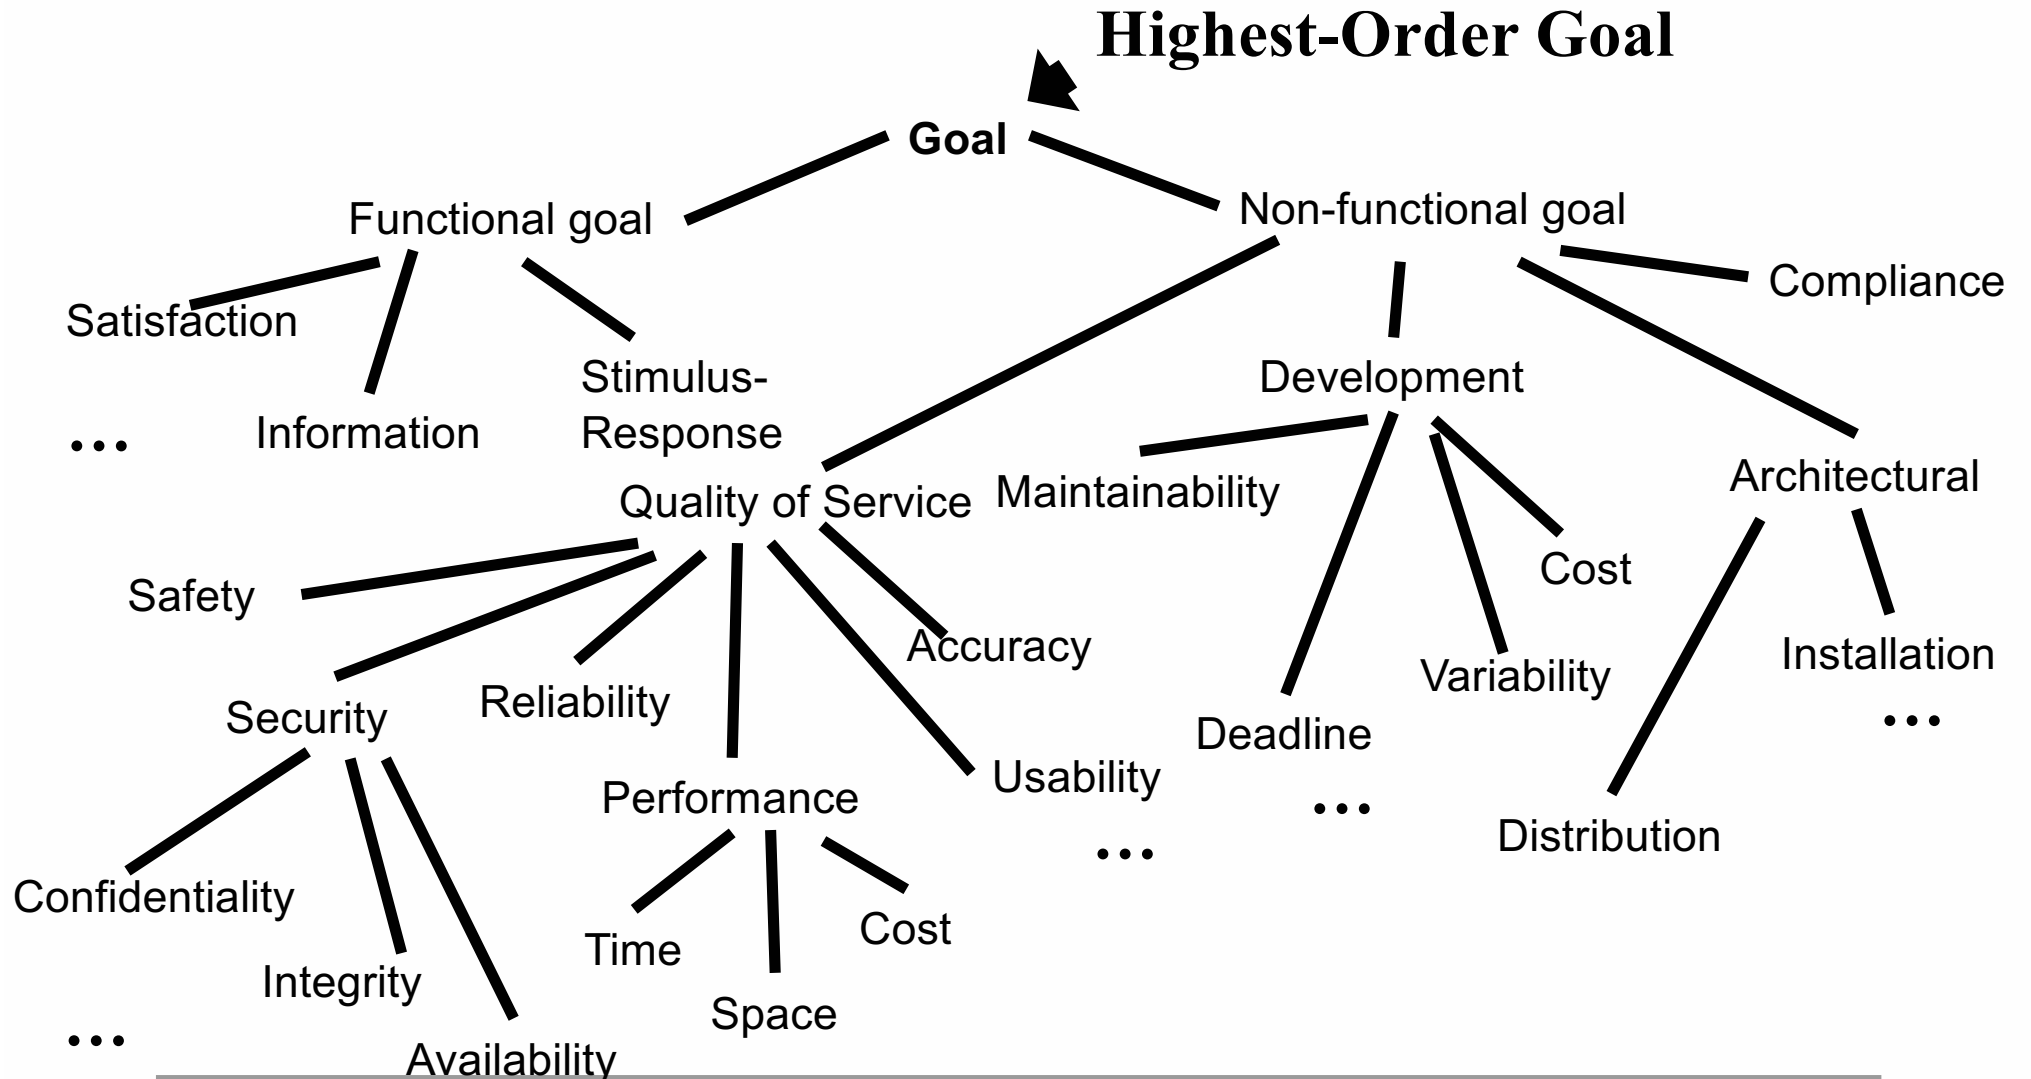 Highest-Order Goal
Goal
Functional goal
Non-functional goal
Compliance
Satisfaction
Stimulus-
Response
Development
Information
...
Quality of Service
Maintainability
Architectural
Cost
Safety
Accuracy
Variability
Installation
Reliability
Security
Deadline
...
Usability
Performance
...
Distribution
...
Confidentiality
Cost
Time
Integrity
Space
...
Availability